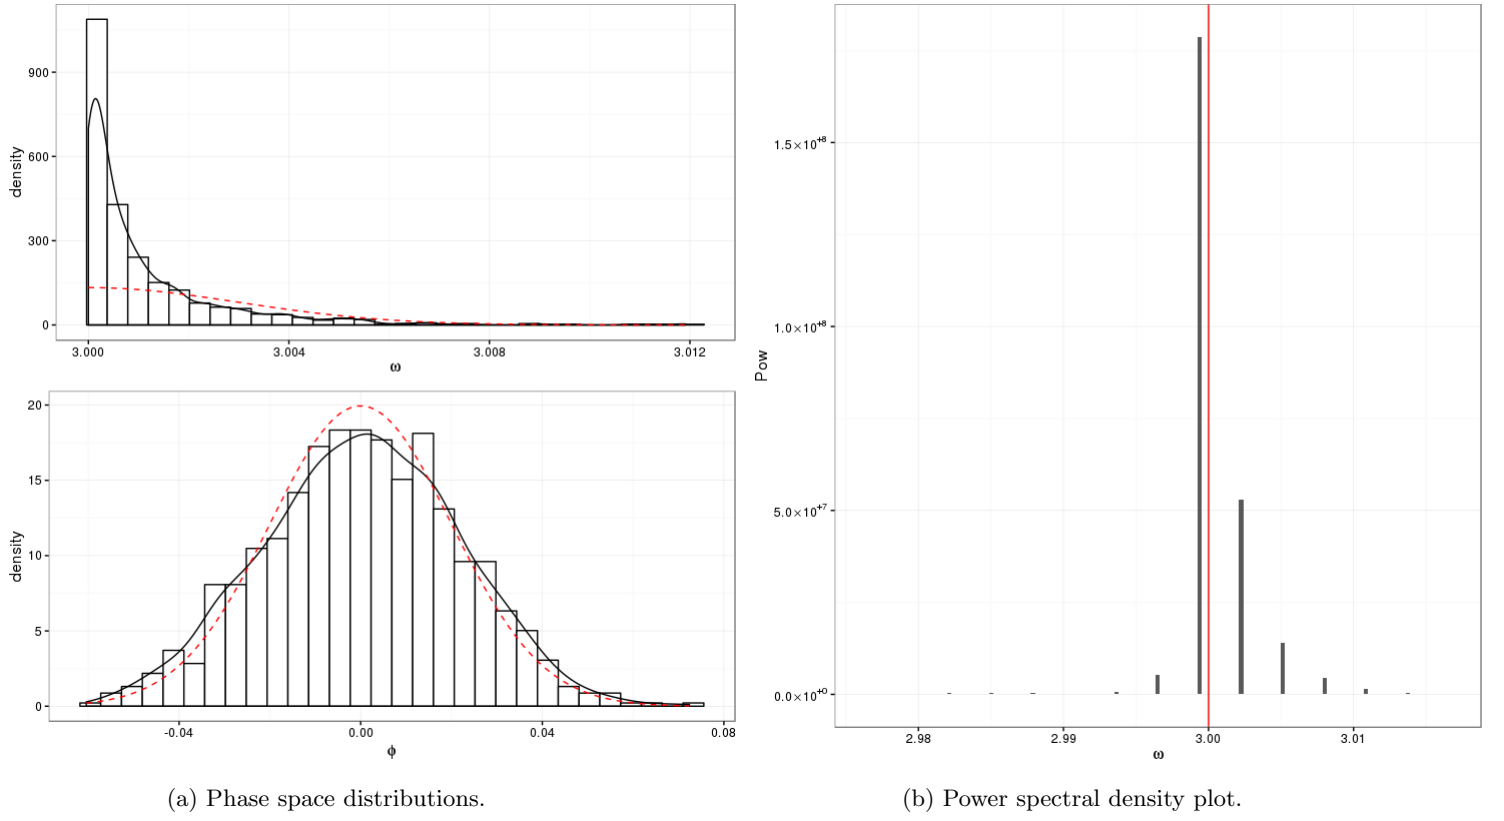 900
600
300
0
density
3.000 3.004 3.008 3.012
ω
20
15
10
5
0
density
-0.04 0.00 0.04 0.08
ϕ
(a) Phase space distributions.
1.5×10⁺⁸
1.0×10⁺⁸
5.0×10⁺⁷
0.0×10⁺⁰
Pow
2.98 2.99 3.00 3.01
ω
(b) Power spectral density plot.